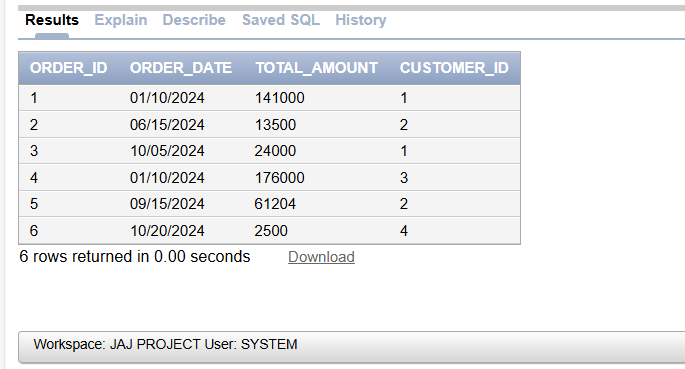 Results Explain Describe Saved SQL History
ORDER_ID ORDER_DATE TOTAL_AMOUNT CUSTOMER_ID
1 01/10/2024 141000 1
2 06/15/2024 13500 2
3 10/05/2024 24000 1
4 01/10/2024 176000 3
5 09/15/2024 61204 2
6 10/20/2024 2500 4
6 rows returned in 0.00 seconds Download
Workspace: JAJ PROJECT User: SYSTEM